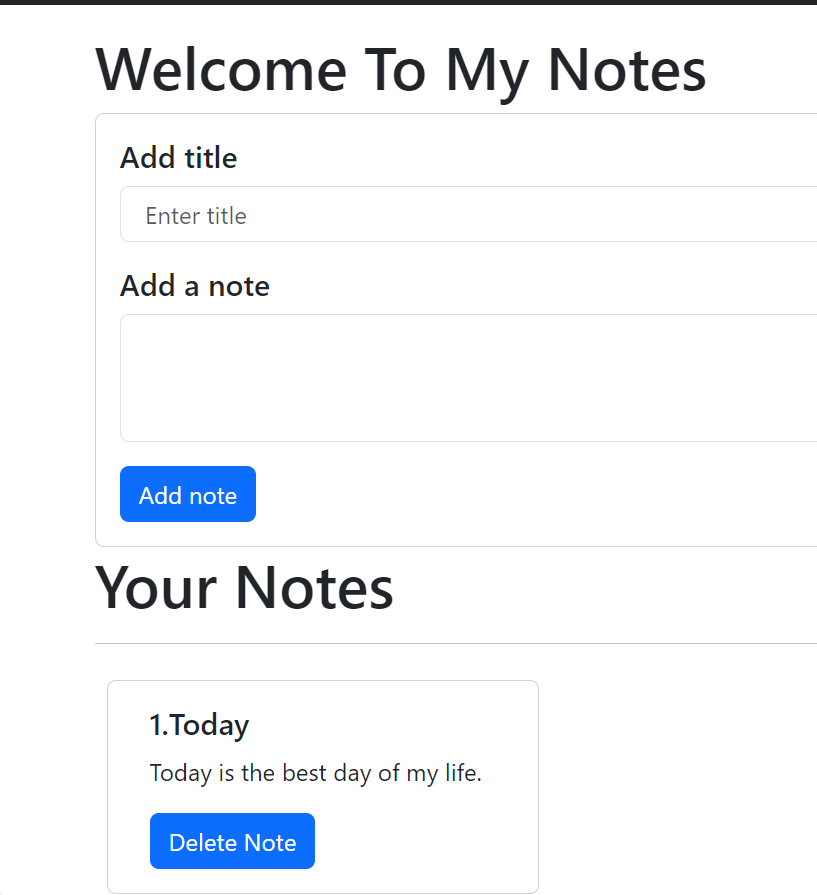 Welcome To My Notes
Add title
Enter title
Add a note
Add note
Your Notes
1.Today
Today is the best day of my life.
Delete Note